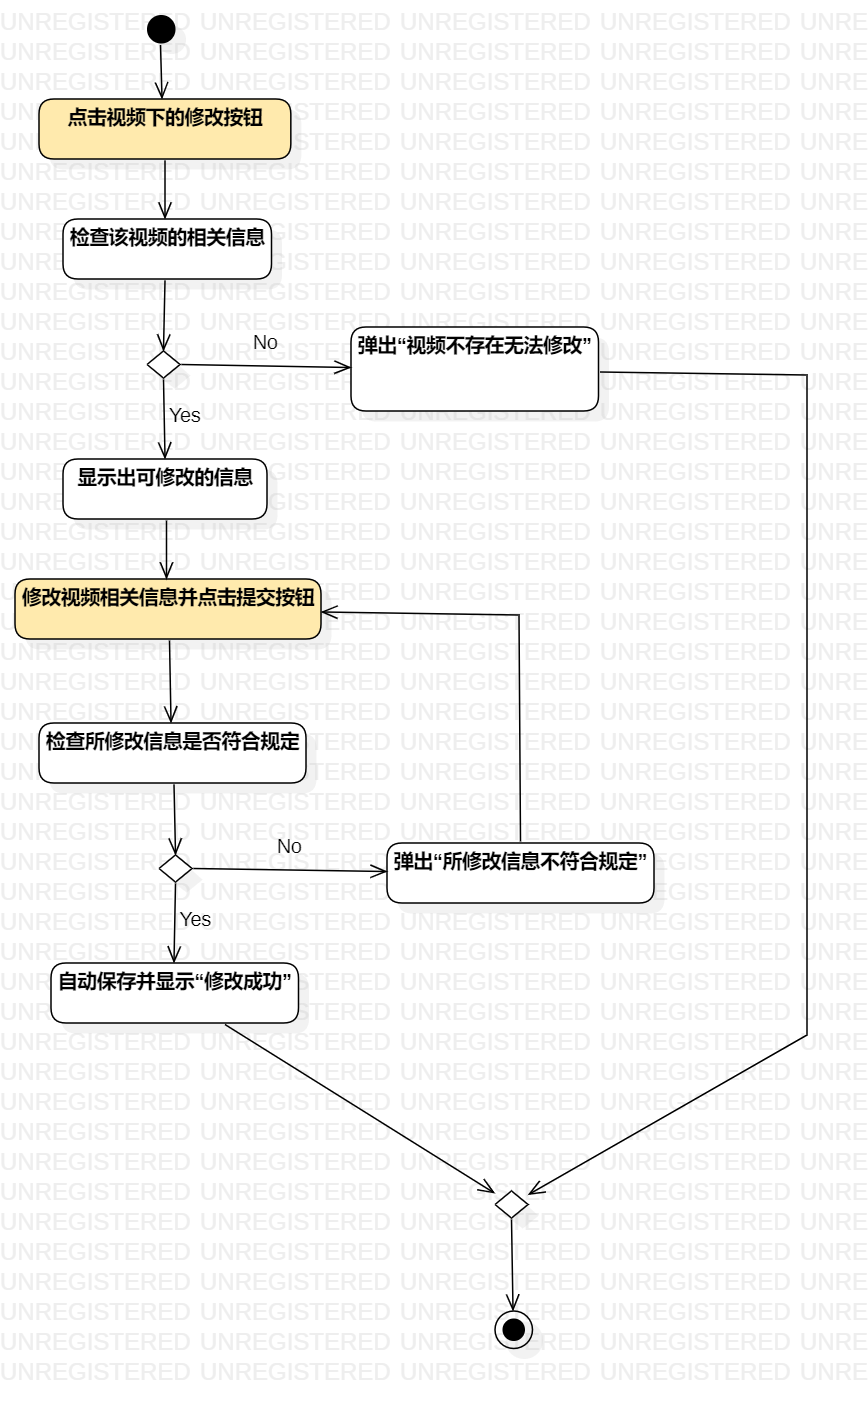 点击视频下的修改按钮
检查该视频的相关信息
No
弹出“视频不存在无法修改”
Yes
显示出可修改的信息
修改视频相关信息并点击提交按钮
检查所修改信息是否符合规定
No
弹出“所修改信息不符合规定”
Yes
自动保存并显示“修改成功”
UNREGISTERED